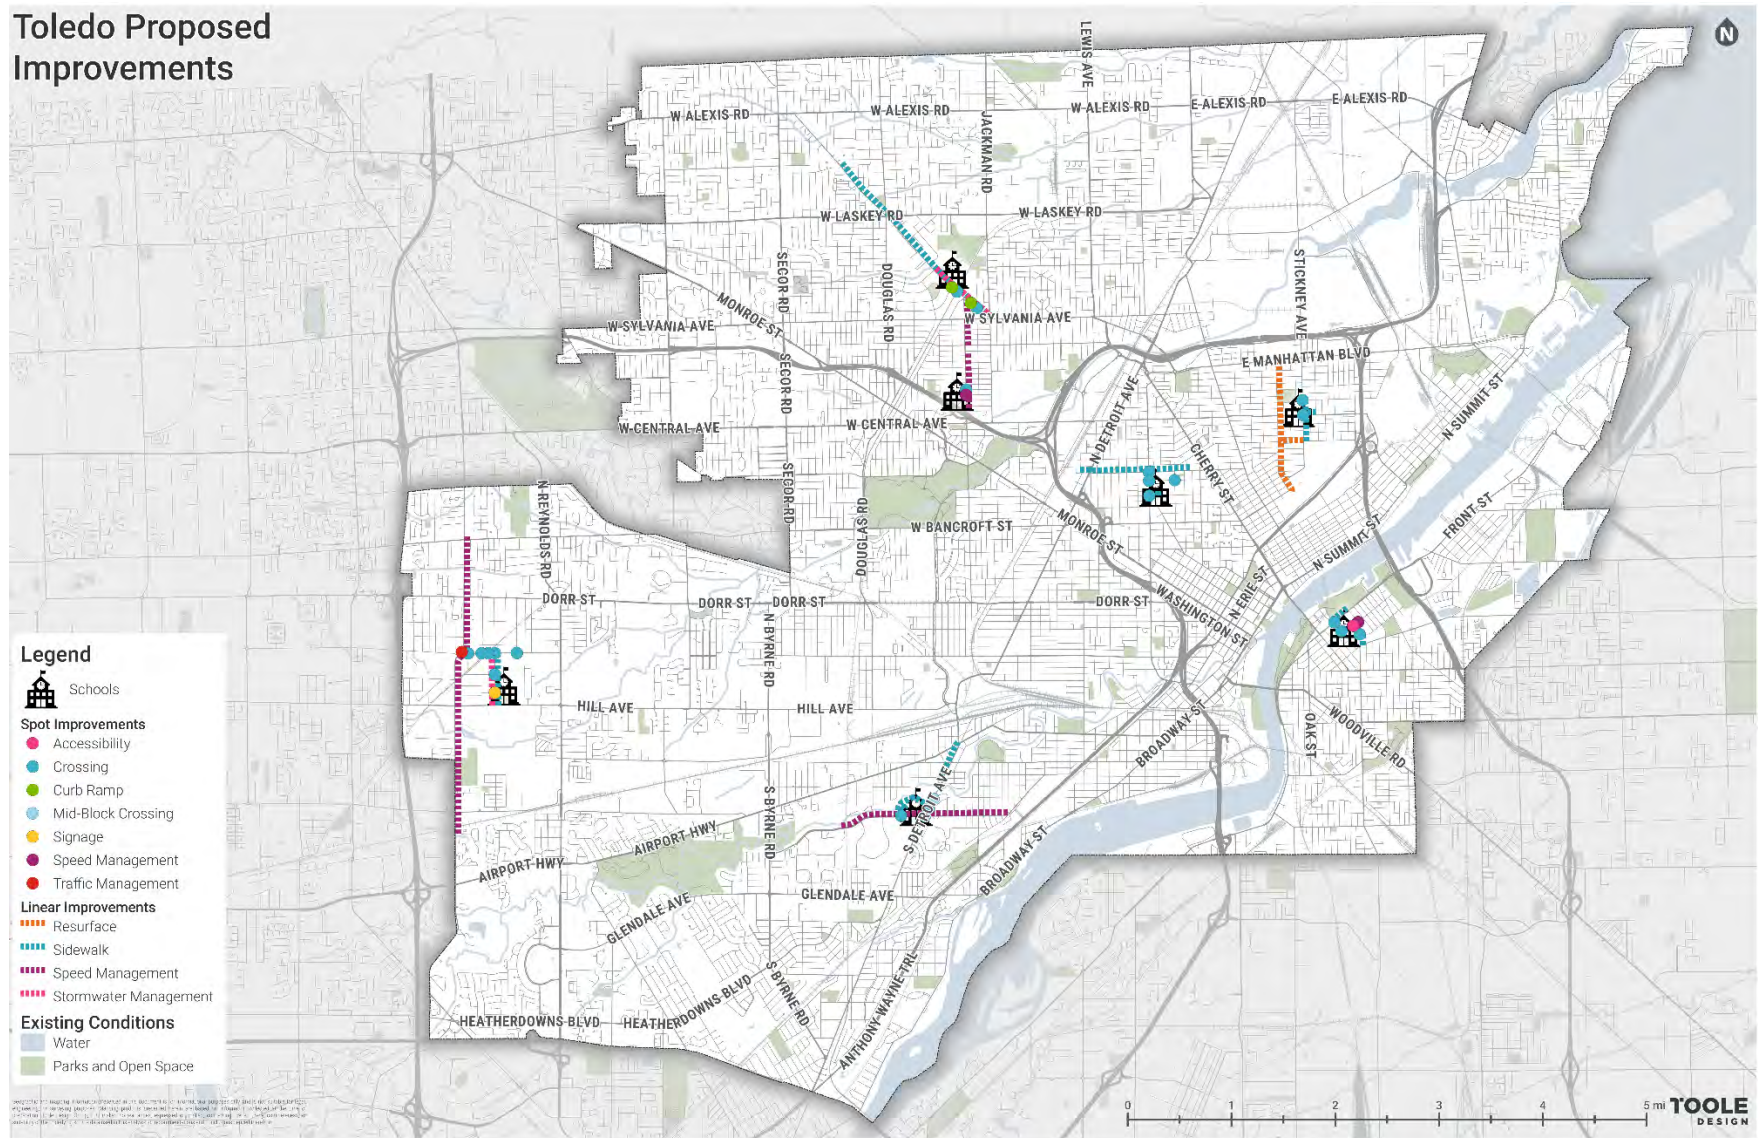 Toledo Proposed
Improvements
N
LEWIS AVE
W ALEXIS RD
W ALEXIS RD
W ALEXIS RD
E ALEXIS RD
E ALEXIS RD
JACKMAN RD
W LASKEY RD
W LASKEY RD
SECOR RD
DOUGLAS RD
STICKNEY AVE
MONROE ST
W SYLVANIA AVE
W SYLVANIA AVE
E MANHATTAN BLVD
SECOR RD
N DETROIT AVE
N SUMMIT ST
W CENTRAL AVE
W CENTRAL AVE
CHERRY ST
SECOR RD
N REYNOLDS RD
DOUGLAS RD
W BANCROFT ST
MONROE ST
FRONT ST
N SUMMIT ST
N ERIE ST
WASHINGTON ST
DORR ST
DORR ST
DORR ST
DORR ST
N BYRNE RD
HILL AVE
HILL AVE
BROADWAY ST
OAK ST
WOODVILLE RD
S BYRNE RD
S DETROIT AVE
AIRPORT HWY
AIRPORT HWY
BROADWAY ST
GLENDALE AVE
GLENDALE AVE
S BYRNE RD
ANTHONY WAYNE TRL
HEATHERDOWNS BLVD
HEATHERDOWNS BLVD
Legend
Schools
Spot Improvements
Accessibility
Crossing
Curb Ramp
Mid-Block Crossing
Signage
Speed Management
Traffic Management
Linear Improvements
Resurface
Sidewalk
Speed Management
Stormwater Management
Existing Conditions
Water
Parks and Open Space
0 1 2 3 4 5 mi
TOOLE
DESIGN